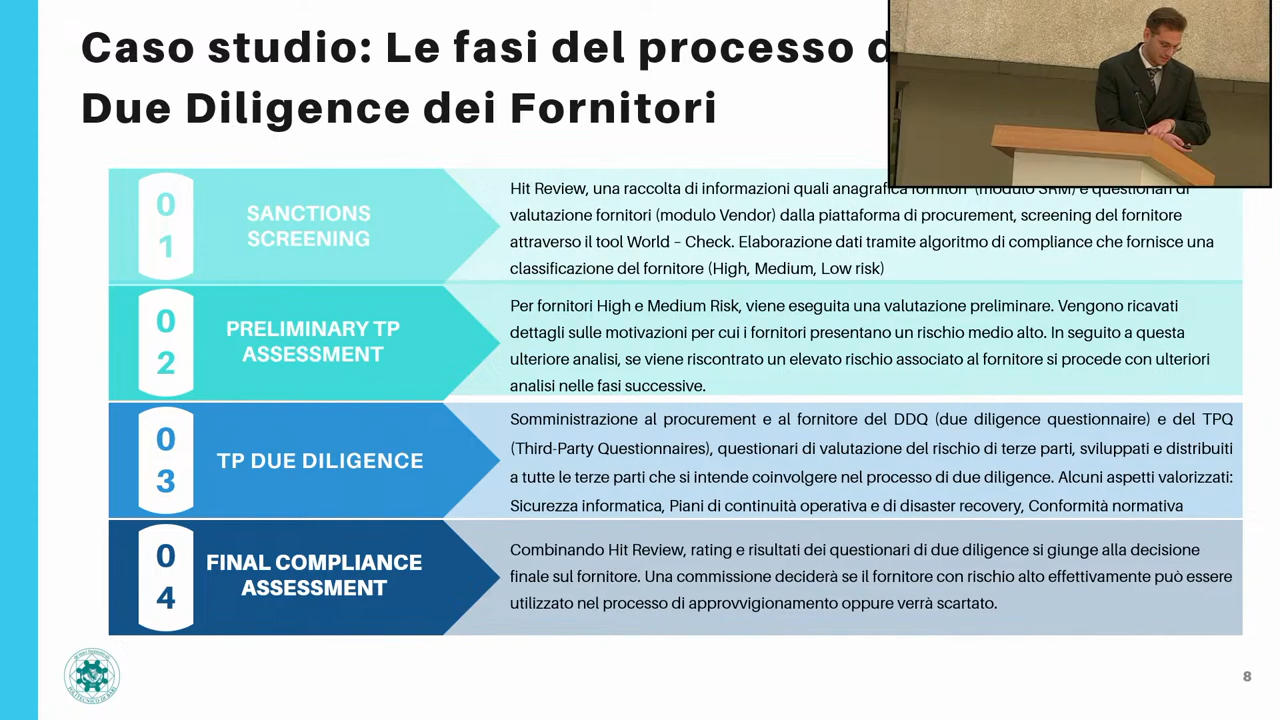 Caso studio: Le fasi del processo d
Due Diligence dei Fornitori
01
SANCTIONS
SCREENING
Hit Review, una raccolta di informazioni quali anagrafica fornitori (modulo SRM) e questionari di
valutazione fornitori (modulo Vendor) dalla piattaforma di procurement, screening del fornitore
attraverso il tool World – Check. Elaborazione dati tramite algoritmo di compliance che fornisce una
classificazione del fornitore (High, Medium, Low risk)
02
PRELIMINARY TP
ASSESSMENT
Per fornitori High e Medium Risk, viene eseguita una valutazione preliminare. Vengono ricavati
dettagli sulle motivazioni per cui i fornitori presentano un rischio medio alto. In seguito a questa
ulteriore analisi, se viene riscontrato un elevato rischio associato al fornitore si procede con ulteriori
analisi nelle fasi successive.
03
TP DUE DILIGENCE
Somministrazione al procurement e al fornitore del DDQ (due diligence questionnaire) e del TPQ
(Third-Party Questionnaires), questionari di valutazione del rischio di terze parti, sviluppati e distribuiti
a tutte le terze parti che si intende coinvolgere nel processo di due diligence. Alcuni aspetti valorizzati:
Sicurezza informatica, Piani di continuità operativa e di disaster recovery, Conformità normativa
04
FINAL COMPLIANCE
ASSESSMENT
Combinando Hit Review, rating e risultati dei questionari di due diligence si giunge alla decisione
finale sul fornitore. Una commissione deciderà se il fornitore con rischio alto effettivamente può essere
utilizzato nel processo di approvvigionamento oppure verrà scartato.
POLITECNICO DI BARI
8